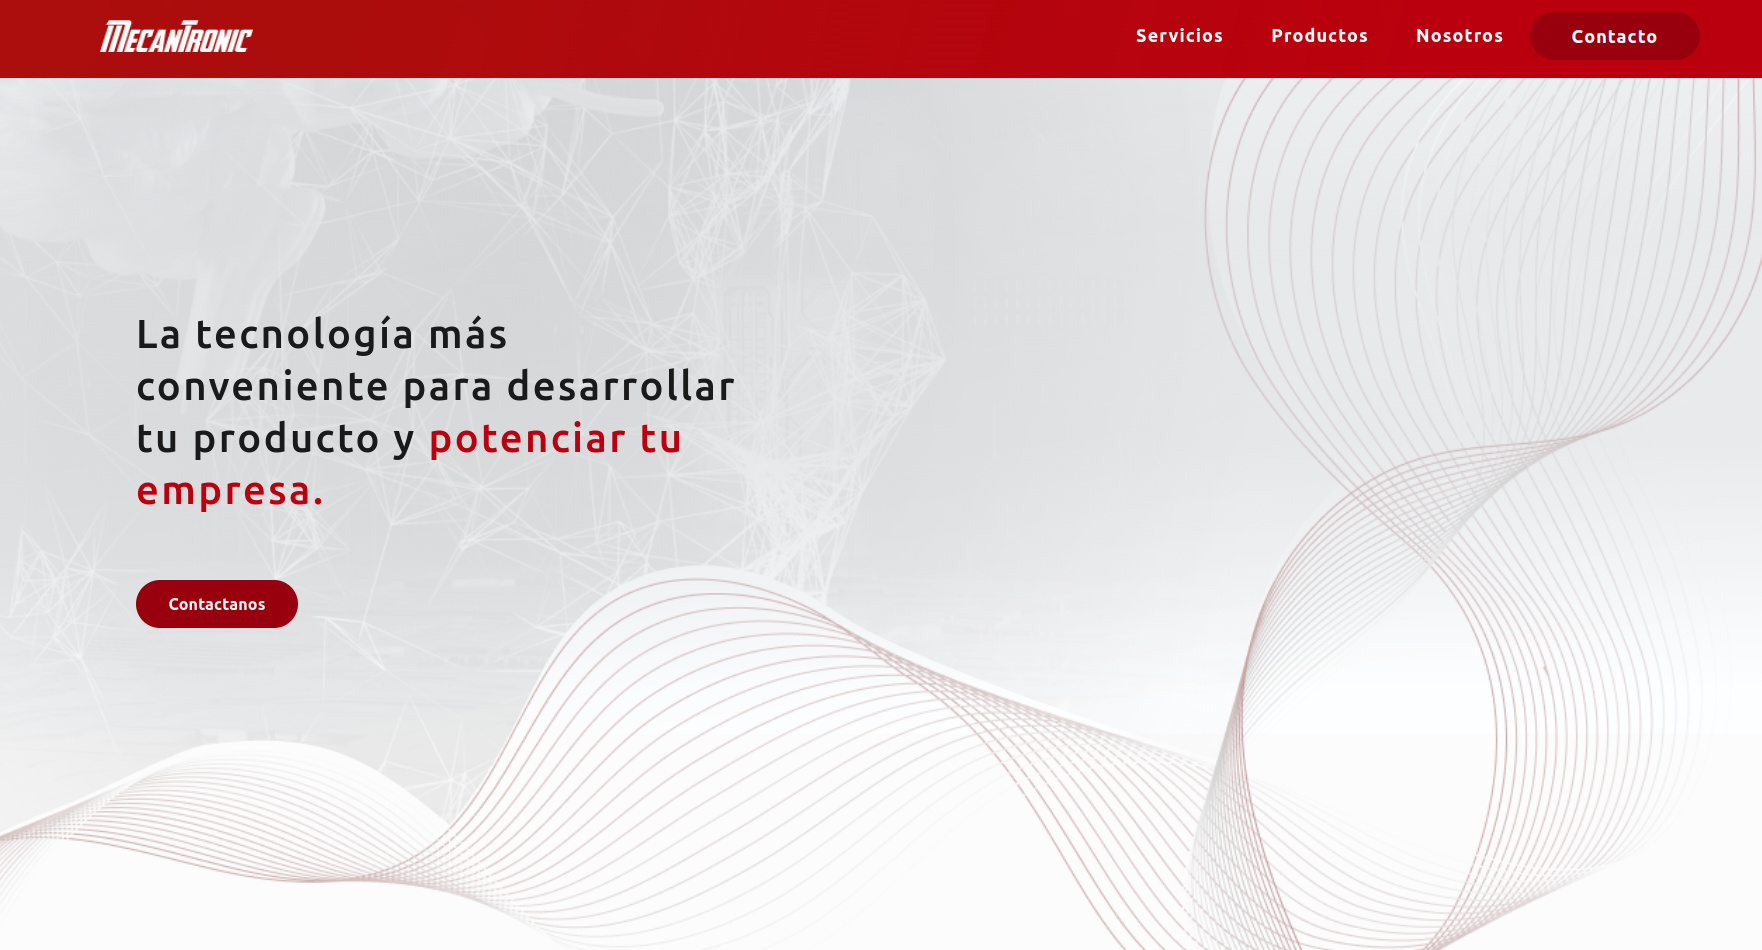 MECANTRONIC
Servicios
Productos
Nosotros
Contacto
La tecnología más
conveniente para desarrollar
tu producto y potenciar tu
empresa.
Contactanos